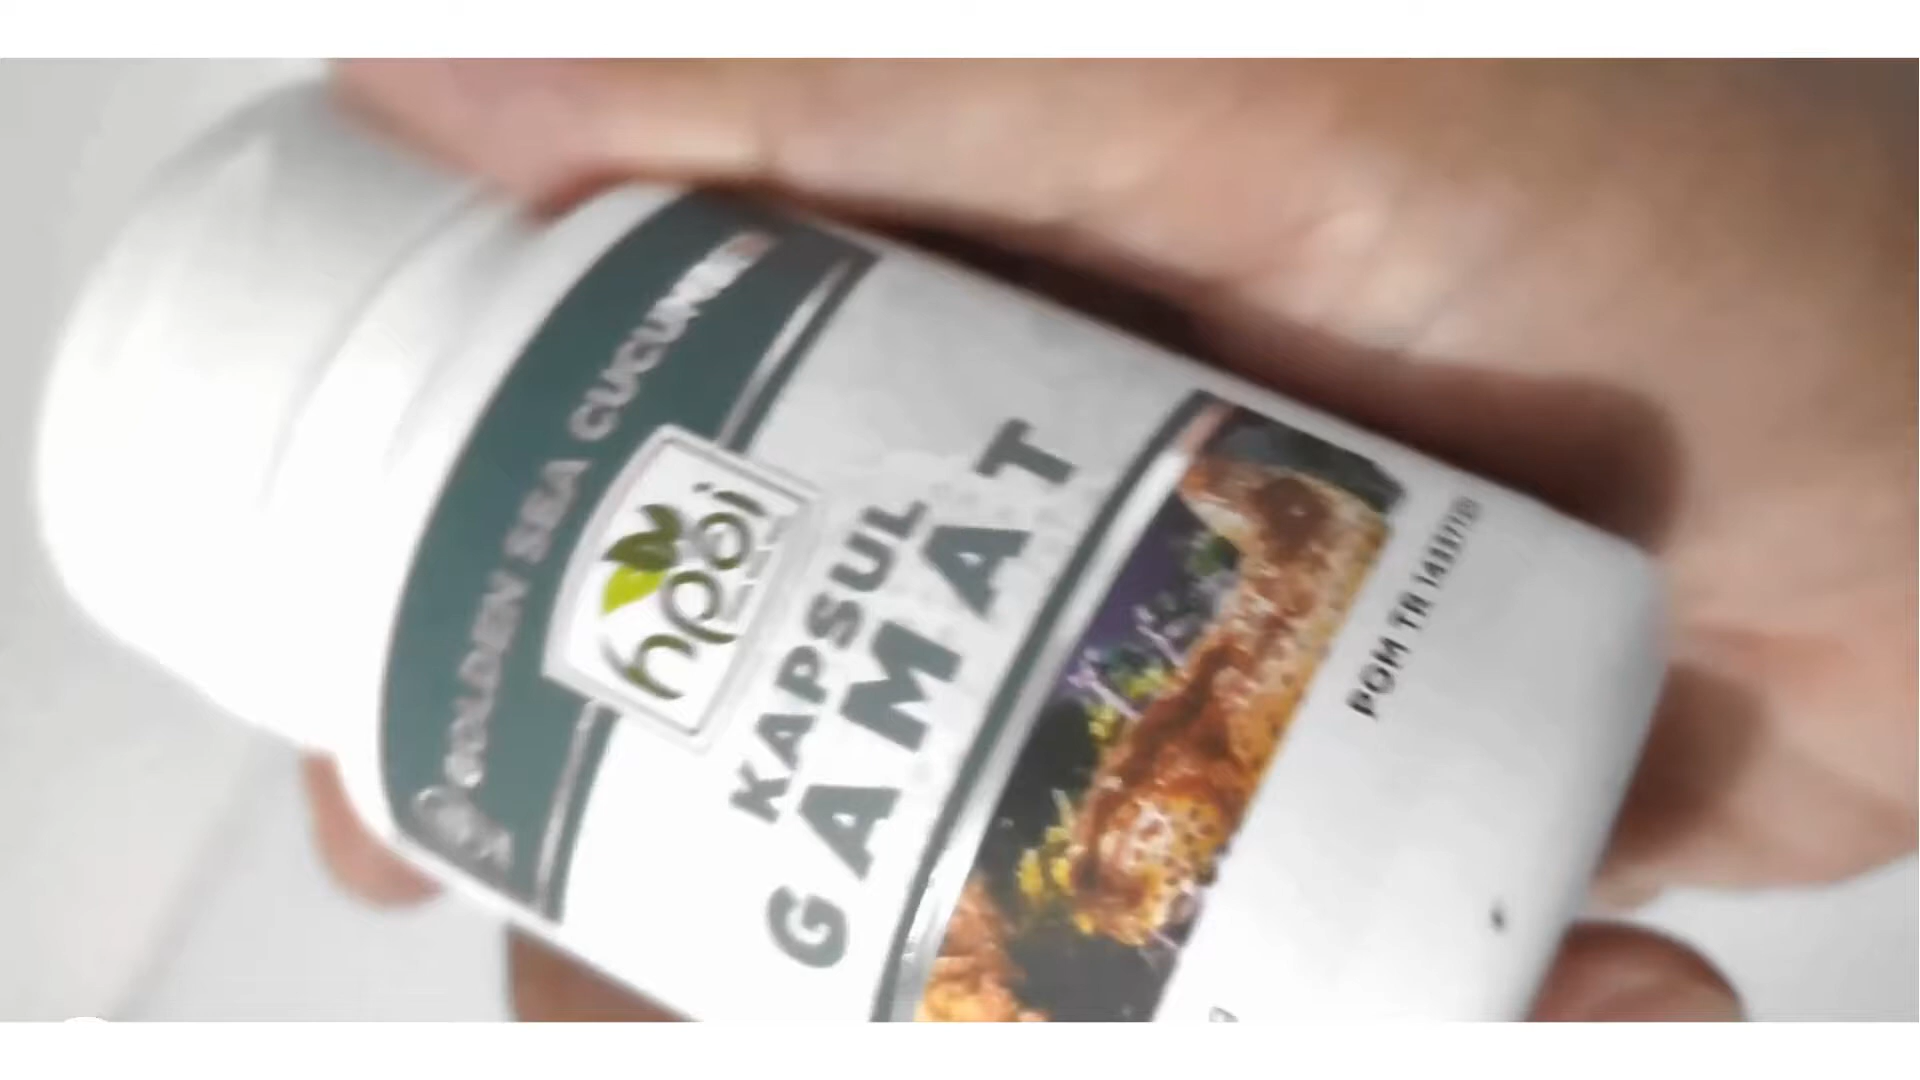 GOLDEN SEA CUCUMBER
hpai
KAPSUL
GAMAT
POM TR